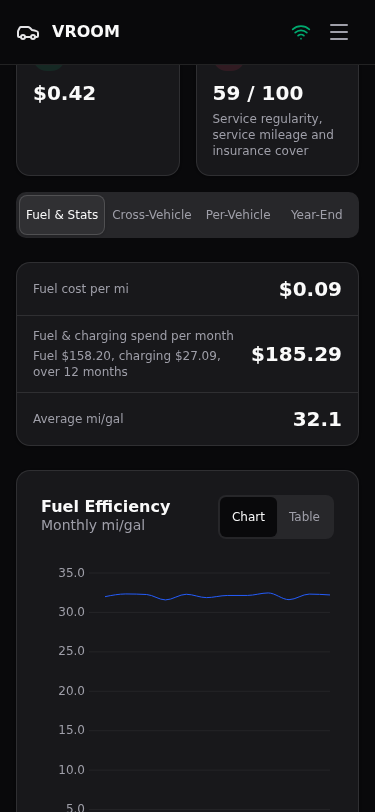 VROOM
$0.42
59 / 100
Service regularity,
service mileage and
insurance cover
Fuel & Stats
Cross-Vehicle
Per-Vehicle
Year-End
Fuel cost per mi
$0.09
Fuel & charging spend per month
Fuel $158.20, charging $27.09,
over 12 months
$185.29
Average mi/gal
32.1
Fuel Efficiency
Monthly mi/gal
Chart
Table
35.0
30.0
25.0
20.0
15.0
10.0
5.0